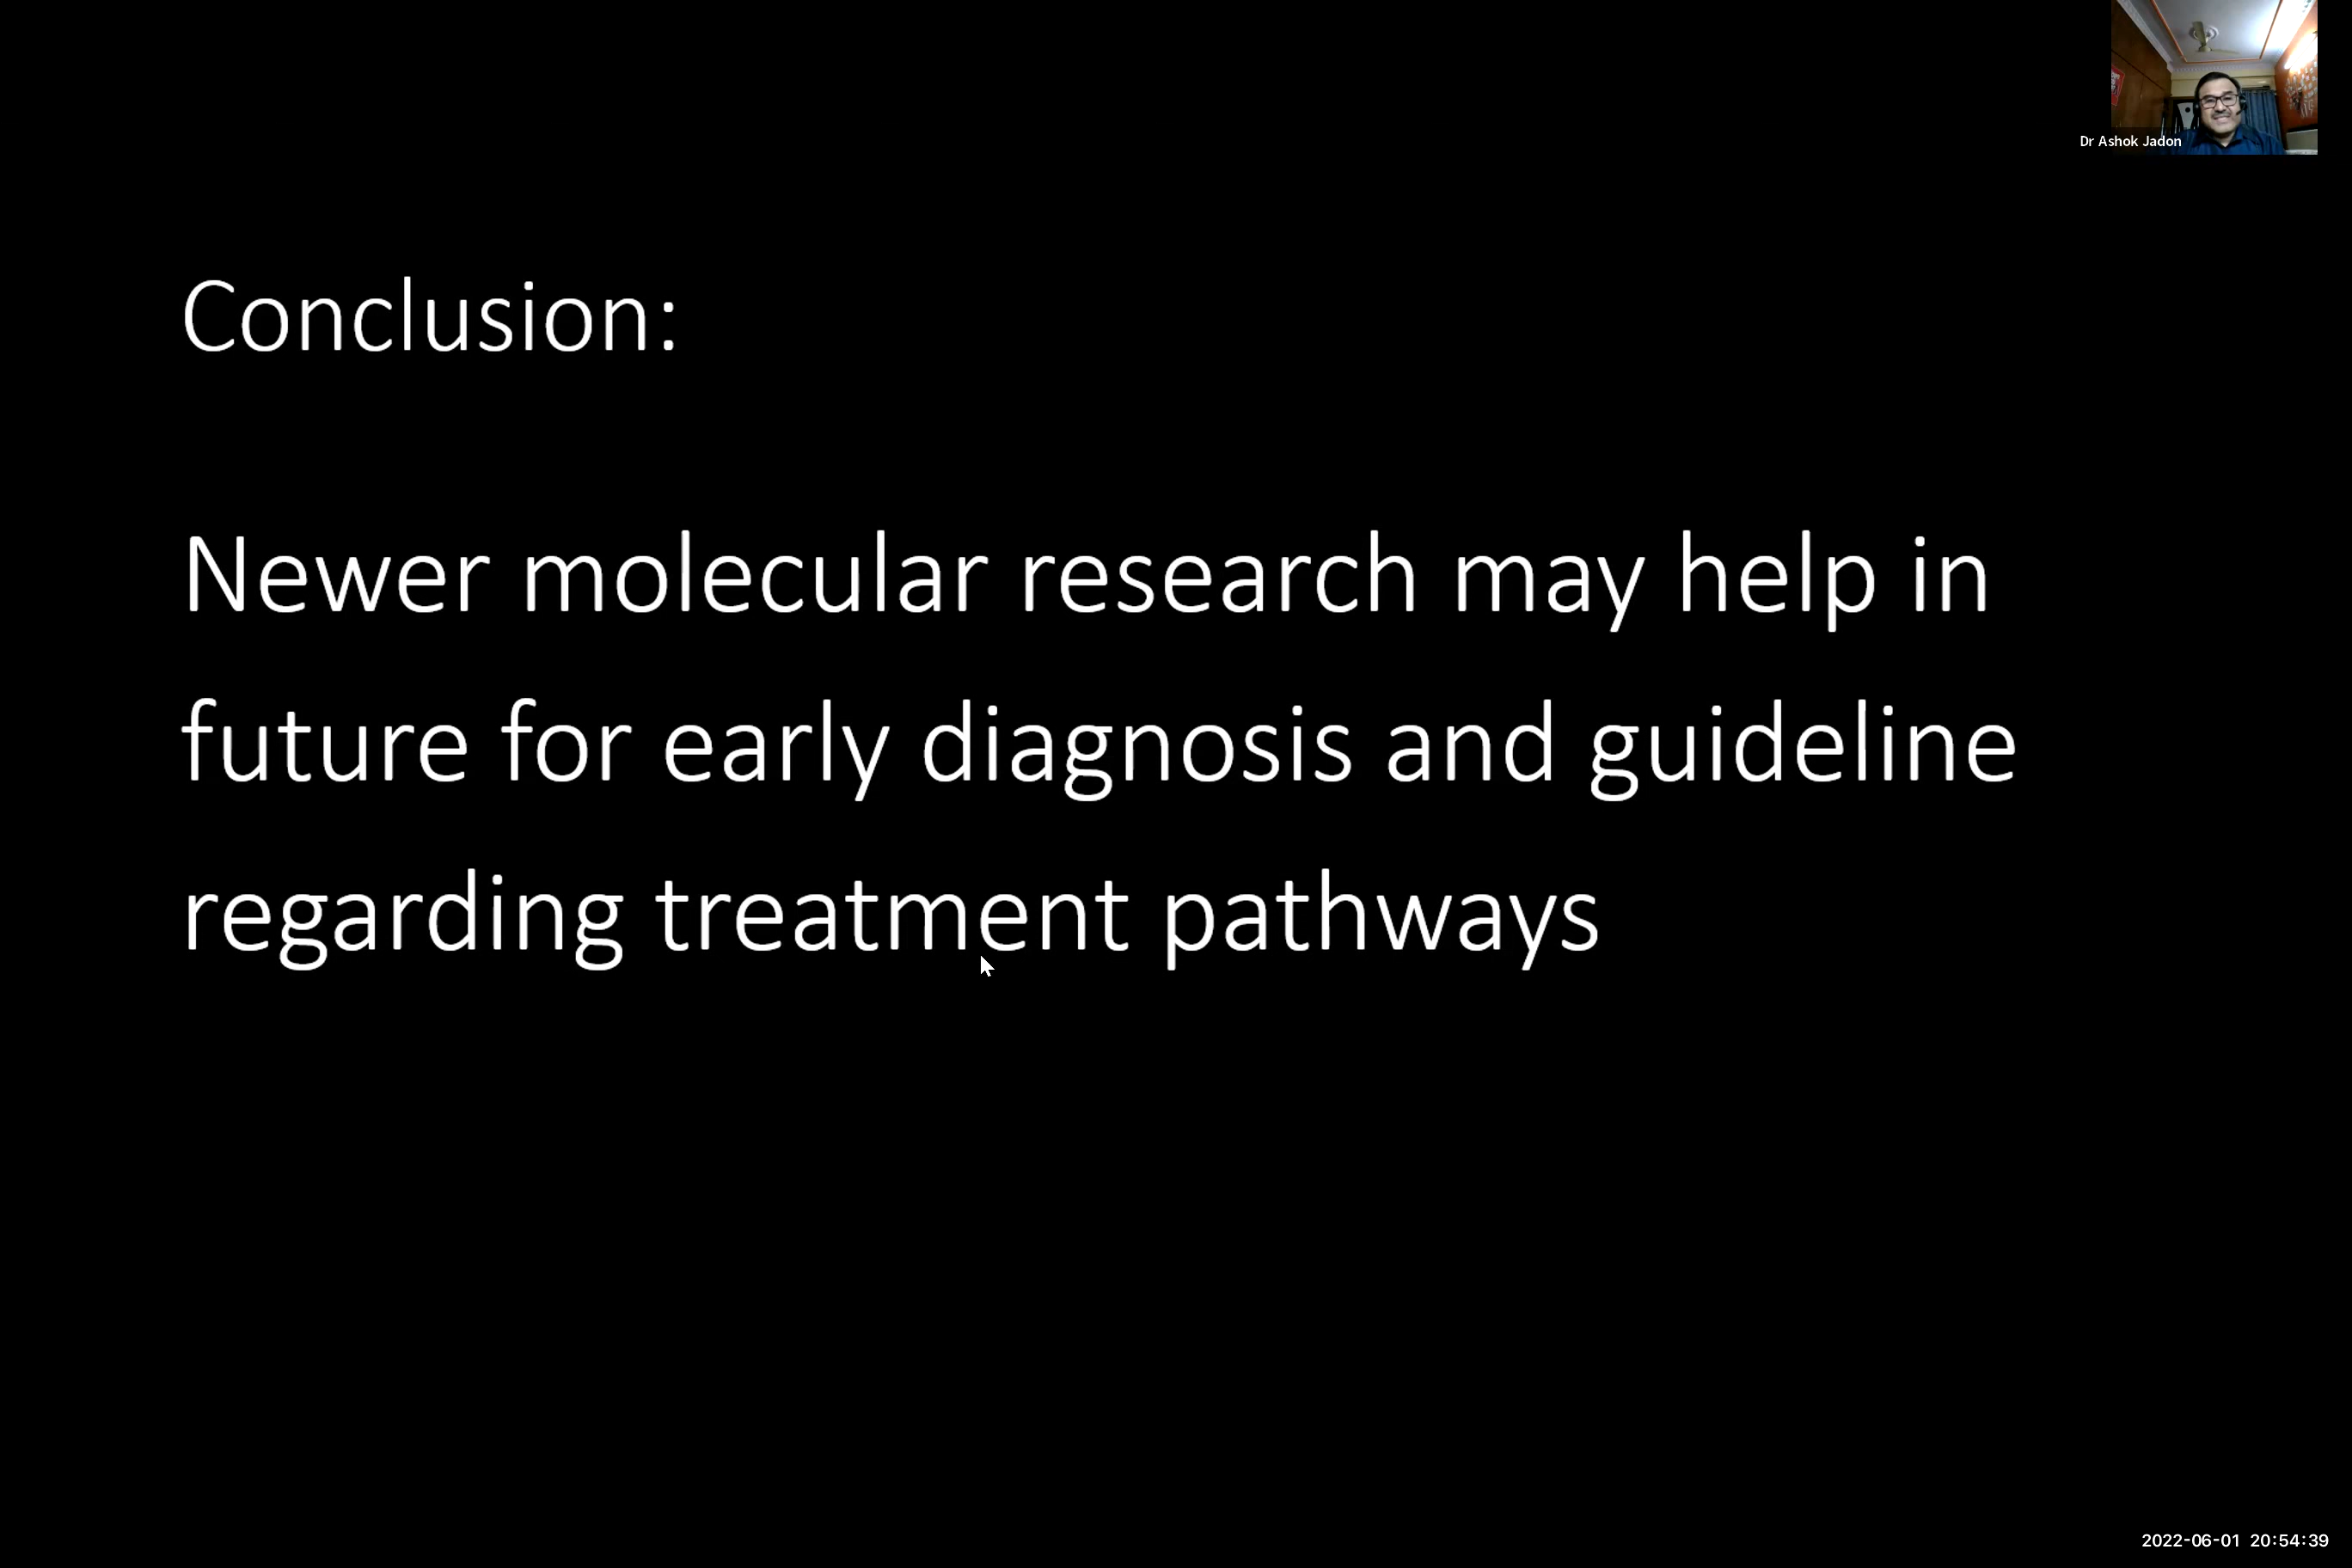 Dr Ashok Jadon
Conclusion:
Newer molecular research may help in
future for early diagnosis and guideline
regarding treatment pathways
2022-06-01 20:54:39